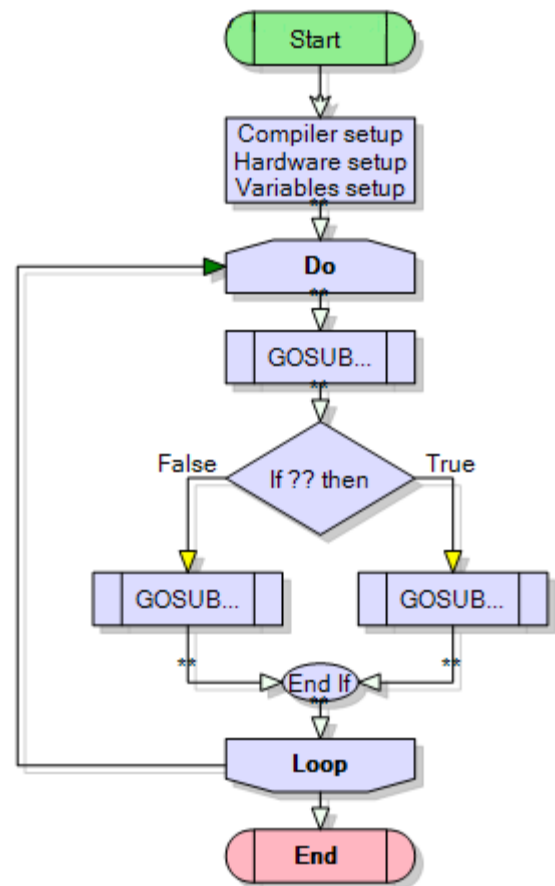 Start
Compiler setup
Hardware setup
Variables setup
**
Do
**
GOSUB...
**
False
If ?? then
True
GOSUB...
GOSUB...
**
**
End If
**
Loop
End